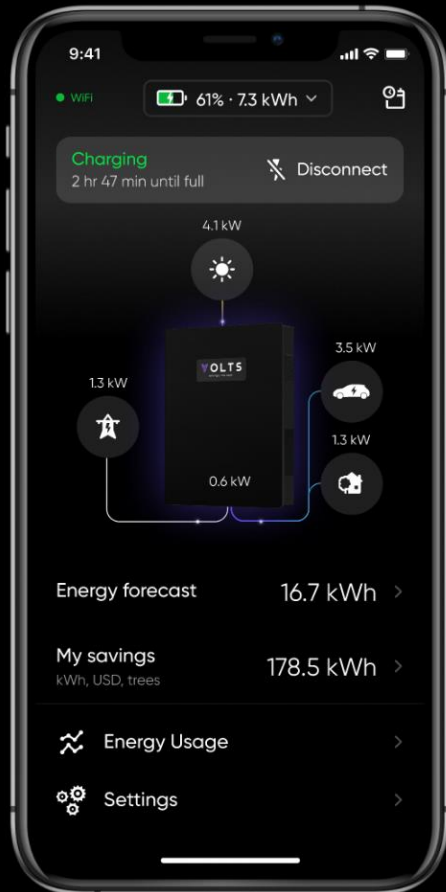 9:41
WiFi
61% · 7.3 kWh
Charging
2 hr 47 min until full
Disconnect
4.1 kW
VOLTS
3.5 kW
1.3 kW
1.3 kW
0.6 kW
Energy forecast
16.7 kWh
My savings
kWh, USD, trees
178.5 kWh
Energy Usage
Settings